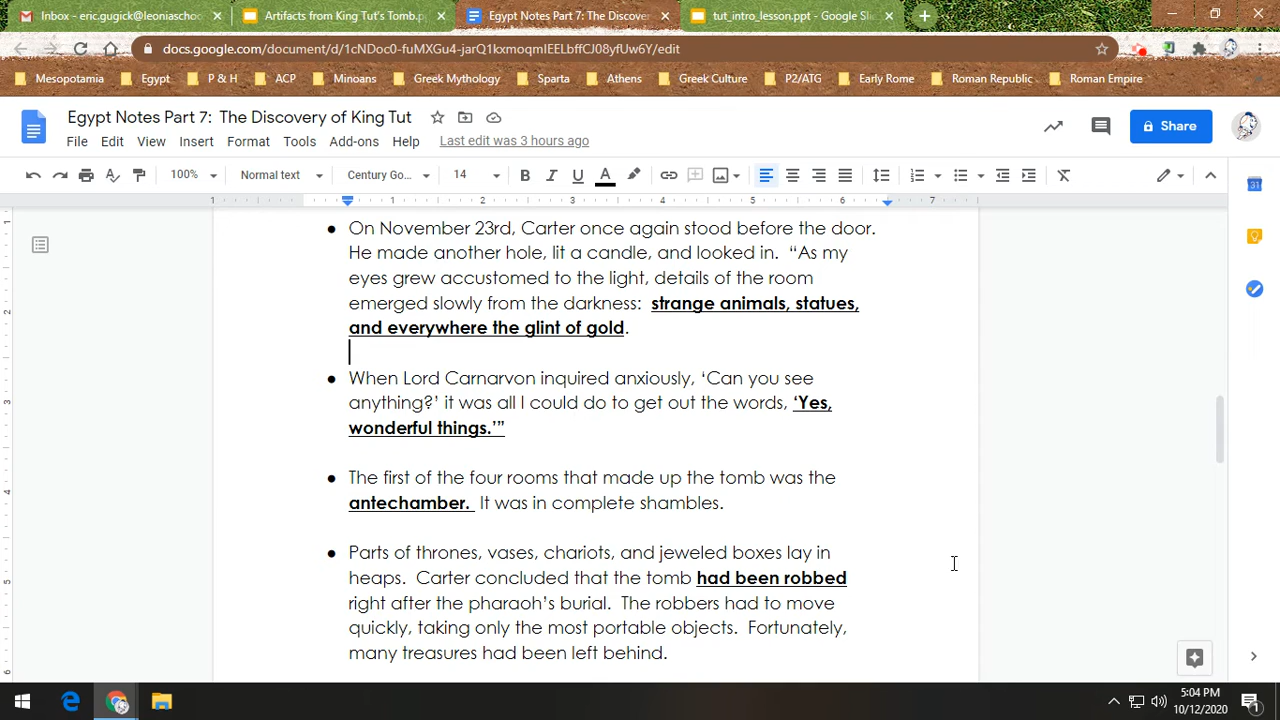 Inbox - eric.gugick@leoniaschoo
Artifacts from King Tut's Tomb.p
Egypt Notes Part 7: The Discover
tut_intro_lesson.ppt - Google Sli
docs.google.com/document/d/1cNDoc0-fuMXGu4-jarQ1kxmoqmIEELbffCJ08yfUw6Y/edit
Mesopotamia Egypt P & H ACP Minoans Greek Mythology Sparta Athens Greek Culture P2/ATG Early Rome Roman Republic Roman Empire
Egypt Notes Part 7: The Discovery of King Tut
Share
File Edit View Insert Format Tools Add-ons Help Last edit was 3 hours ago
100% Normal text Century Go... 14 B I U A
1 1 2 3 4 5 6 7
● On November 23rd, Carter once again stood before the door.
He made another hole, lit a candle, and looked in. “As my
eyes grew accustomed to the light, details of the room
emerged slowly from the darkness: strange animals, statues,
and everywhere the glint of gold.
● When Lord Carnarvon inquired anxiously, ‘Can you see
anything?’ it was all I could do to get out the words, ‘Yes,
wonderful things.’”
● The first of the four rooms that made up the tomb was the
antechamber. It was in complete shambles.
● Parts of thrones, vases, chariots, and jeweled boxes lay in
heaps. Carter concluded that the tomb had been robbed
right after the pharaoh’s burial. The robbers had to move
quickly, taking only the most portable objects. Fortunately,
many treasures had been left behind.
5:04 PM
10/12/2020